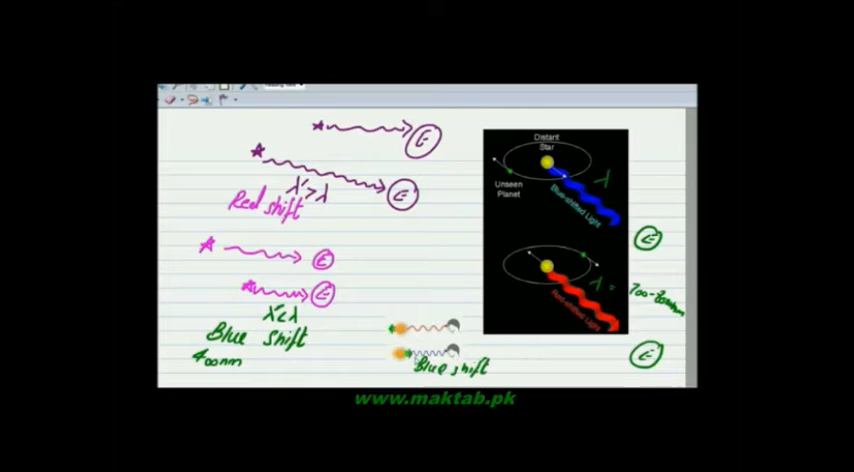 E
E
λ' > λ
Red shift
E
E
λ' < λ
Blue shift
400nm
Blue shift
Distant
Star
Unseen
Planet
λ
Blue-shifted Light
E
λ = 700-800nm
Red-shifted Light
E
www.maktab.pk